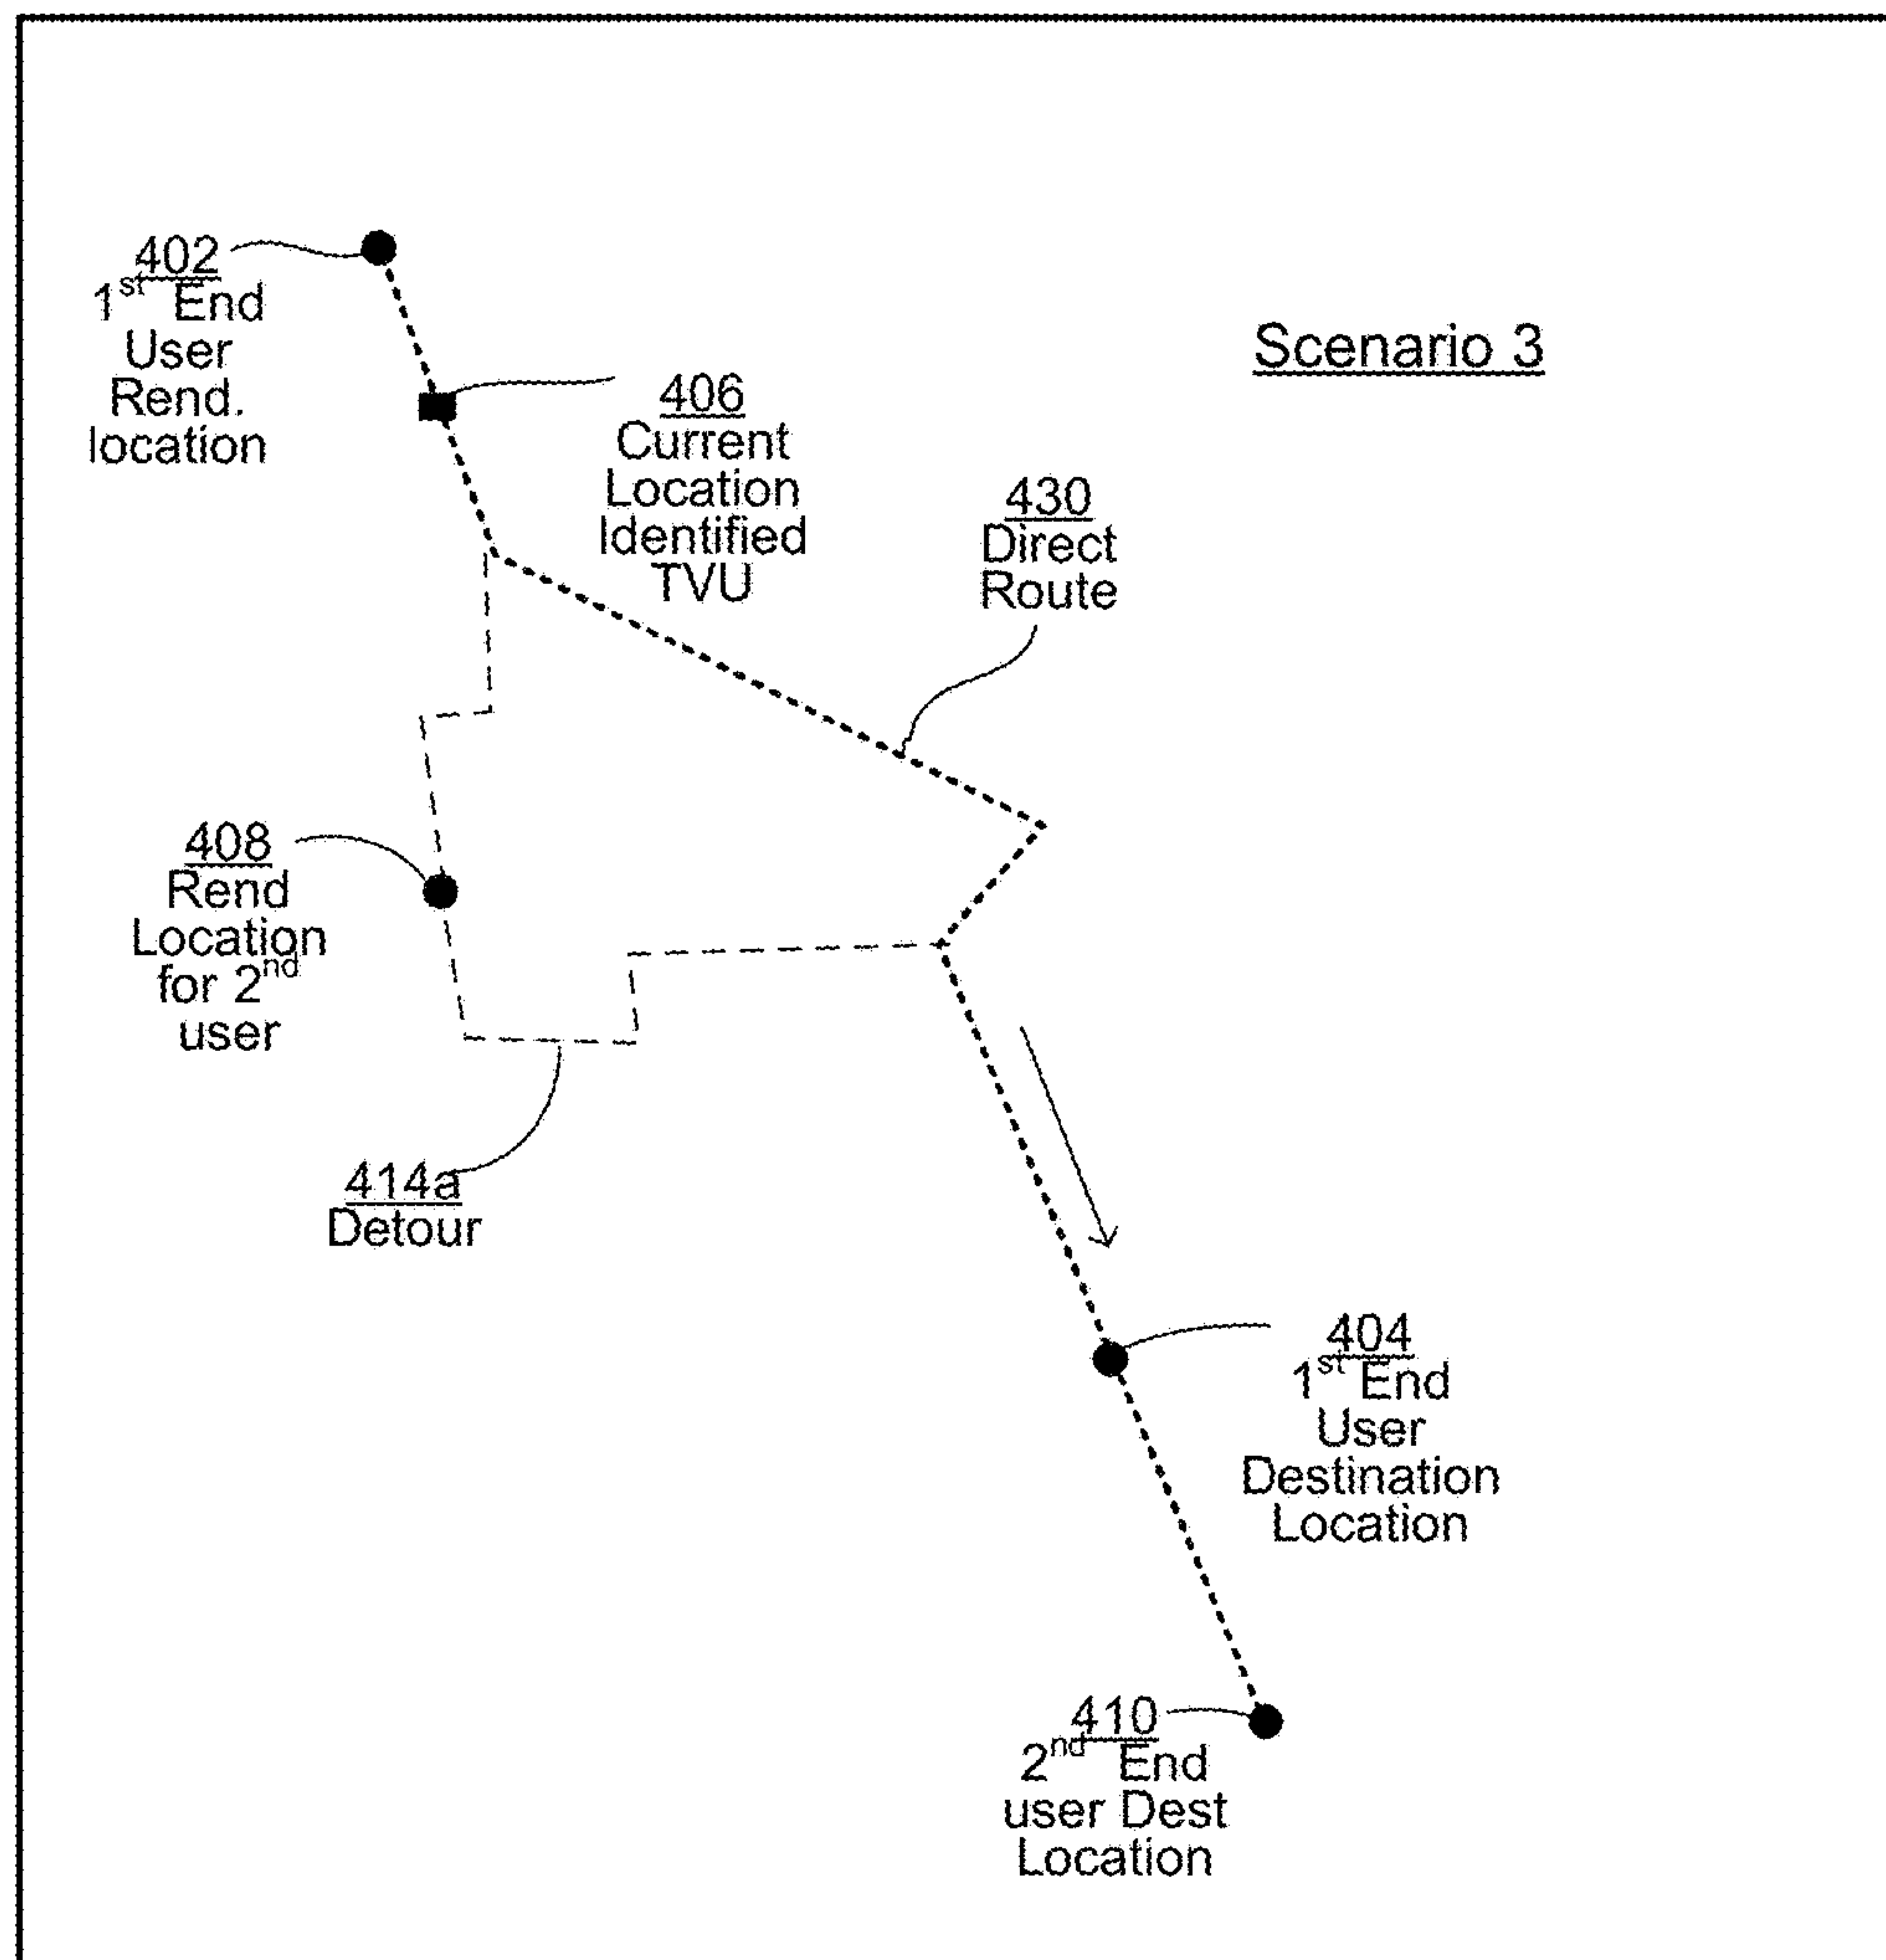 402
1st End
User
Rend.
location
Scenario 3
406
Current
Location
Identified
TVU
430
Direct
Route
408
Rend
Location
for 2nd
user
414a
Detour
404
1st End
User
Destination
Location
410
2nd End
user Dest
Location